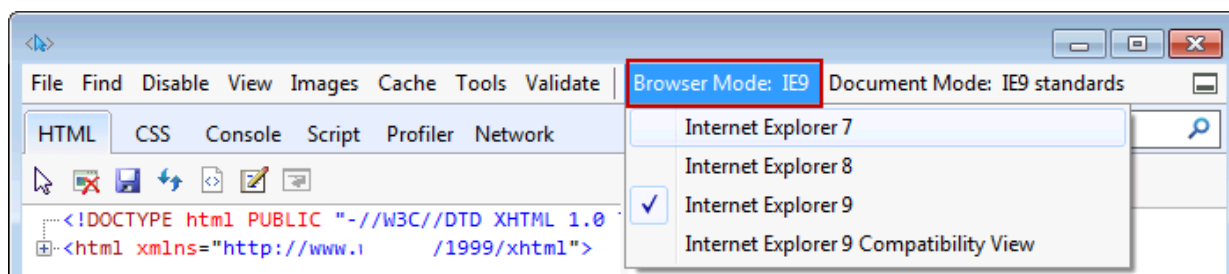 File Find Disable View Images Cache Tools Validate Browser Mode: IE9 Document Mode: IE9 standards
HTML CSS Console Script Profiler Network
Internet Explorer 7
Internet Explorer 8
Internet Explorer 9
Internet Explorer 9 Compatibility View
<!DOCTYPE html PUBLIC "-//W3C//DTD XHTML 1.0
<html xmlns="http://www. /1999/xhtml">